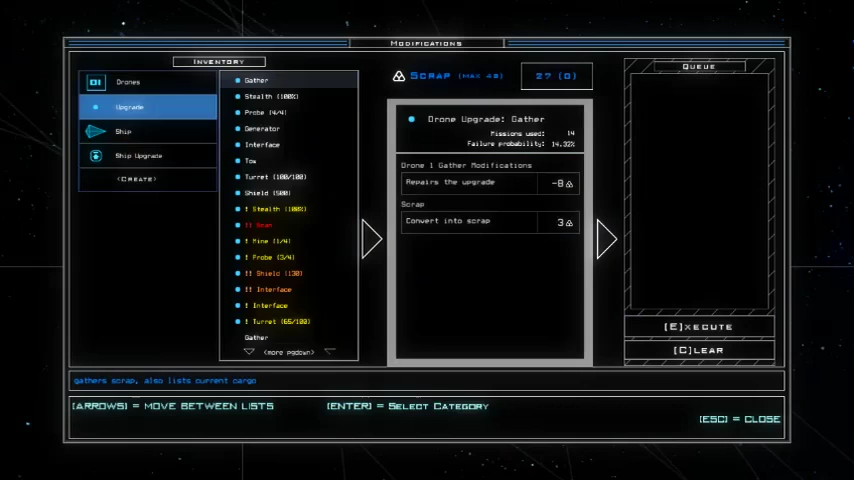 Modifications
Inventory
Drones
Upgrade
Ship
Ship Upgrade
(Create)
Gather
Stealth (100%)
Probe (4/4)
Generator
Interface
Tow
Turret (100/100)
Shield (500)
! Stealth (100%)
!! Scan
! Mine (1/4)
! Probe (3/4)
!! Shield (130)
!! Interface
! Interface
! Turret (65/100)
Gather
(more pgdown)
Scrap (max 48) 27 (0)
Drone Upgrade: Gather
Missions used: 14
Failure probability: 14.32%
Drone 1 Gather Modifications
Repairs the upgrade -8
Scrap
Convert into scrap 3
Queue
[E]xecute
[C]lear
gathers scrap, also lists current cargo
[Arrows] = Move between lists [Enter] = Select Category
[Esc] = Close